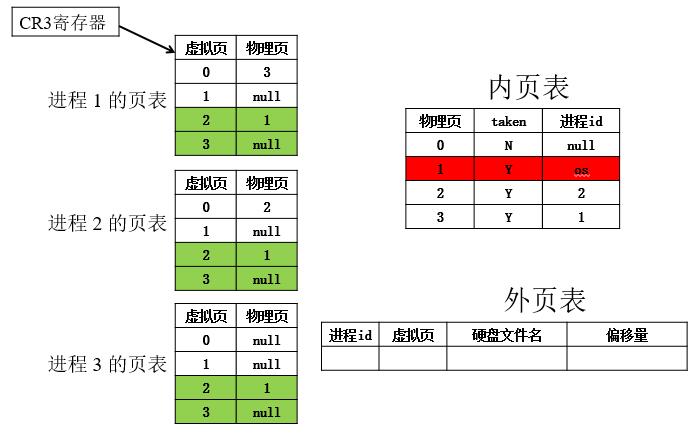 CR3寄存器
进程 1 的页表
虚拟页 物理页
0 3
1 null
2 1
3 null
进程 2 的页表
虚拟页 物理页
0 2
1 null
2 1
3 null
进程 3 的页表
虚拟页 物理页
0 null
1 null
2 1
3 null
内页表
物理页 taken 进程id
0 N null
1 Y os
2 Y 2
3 Y 1
外页表
进程id 虚拟页 硬盘文件名 偏移量